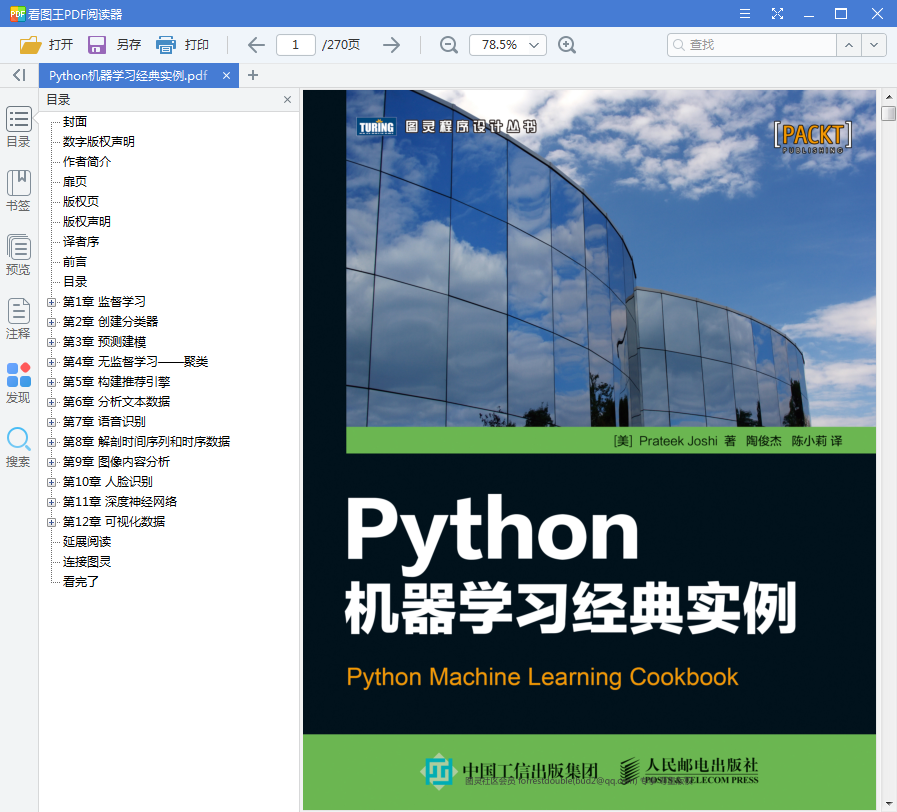 看图王PDF阅读器
打开 另存 打印 1 /270页 78.5% 查找
Python机器学习经典实例.pdf
目录
目录
书签
预览
注释
发现
搜索
封面
数字版权声明
作者简介
扉页
版权页
版权声明
译者序
前言
目录
第1章 监督学习
第2章 创建分类器
第3章 预测建模
第4章 无监督学习——聚类
第5章 构建推荐引擎
第6章 分析文本数据
第7章 语音识别
第8章 解剖时间序列和时序数据
第9章 图像内容分析
第10章 人脸识别
第11章 深度神经网络
第12章 可视化数据
延展阅读
连接图灵
看完了
TURING 图灵程序设计丛书
[PACKT]
PUBLISHING
[美] Prateek Joshi 著 陶俊杰 陈小莉 译
Python
机器学习经典实例
Python Machine Learning Cookbook
中国工信出版集团
人民邮电出版社
POSTS & TELECOM PRESS
图灵社区会员